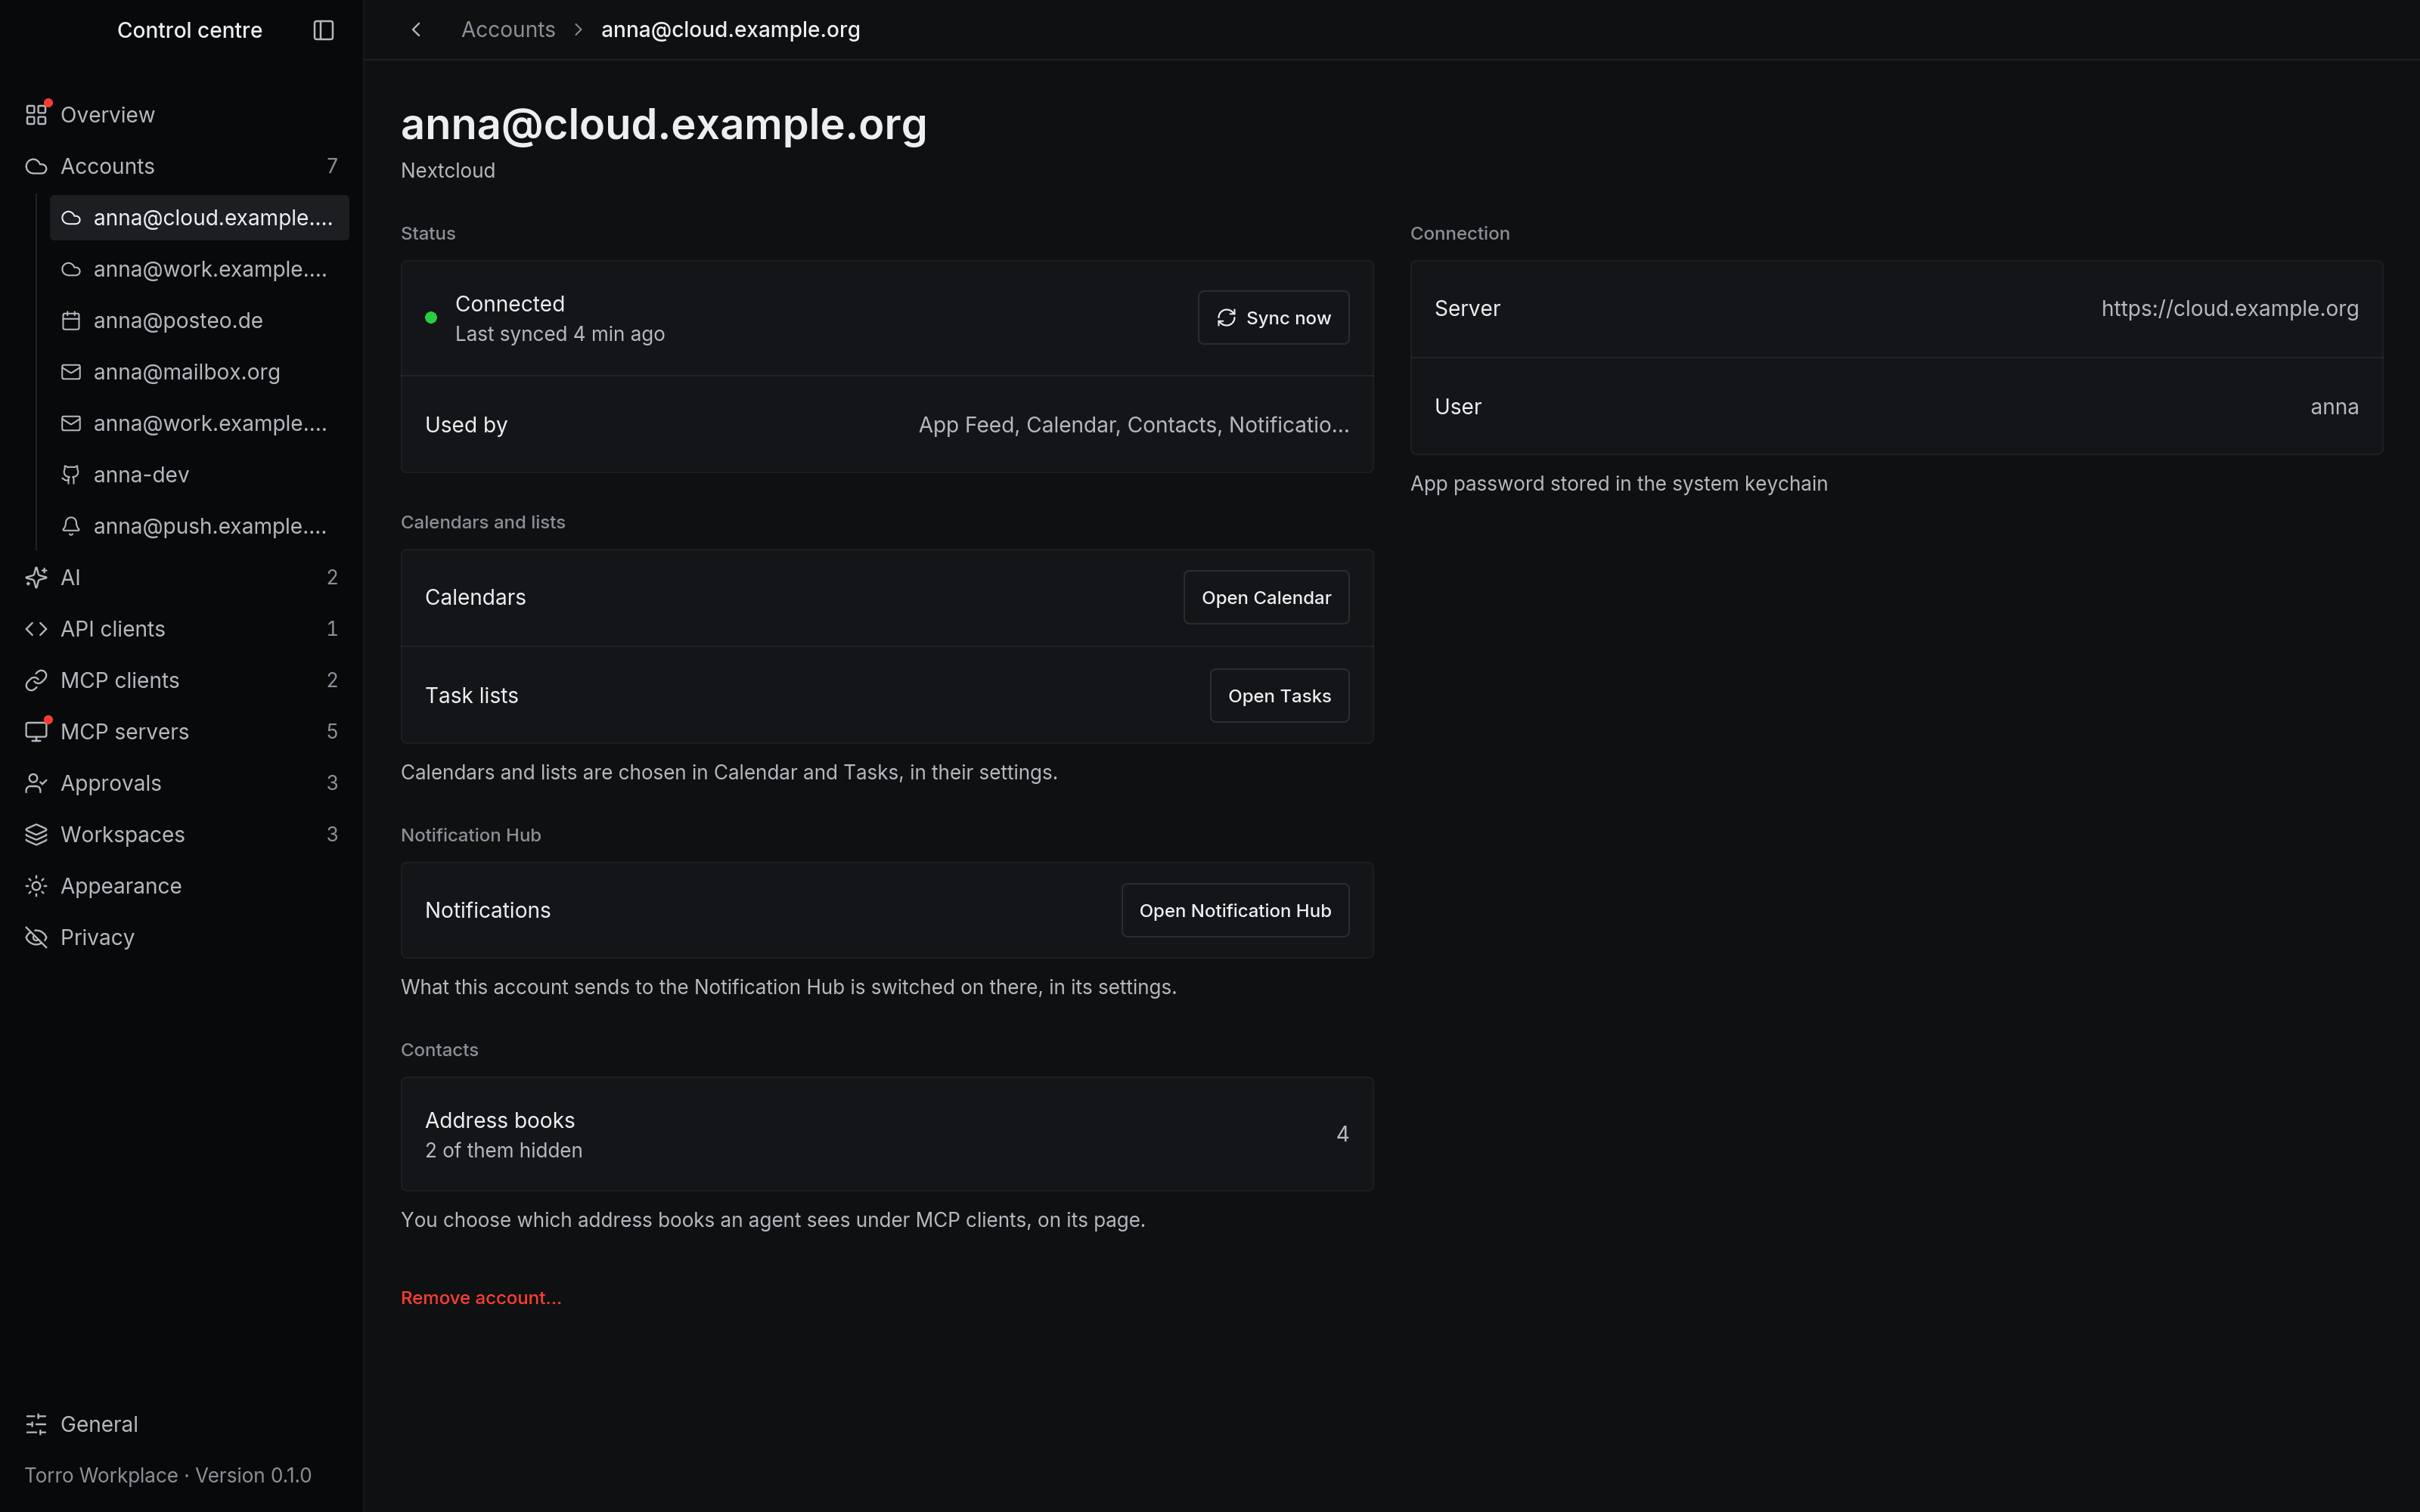 Control centre
Overview
Accounts 7
anna@cloud.example....
anna@work.example....
anna@posteo.de
anna@mailbox.org
anna@work.example....
anna-dev
anna@push.example....
AI 2
API clients 1
MCP clients 2
MCP servers 5
Approvals 3
Workspaces 3
Appearance
Privacy
General
Torro Workplace · Version 0.1.0
Accounts > anna@cloud.example.org
anna@cloud.example.org
Nextcloud
Status
Connected
Last synced 4 min ago
Sync now
Used by App Feed, Calendar, Contacts, Notificatio...
Calendars and lists
Calendars Open Calendar
Task lists Open Tasks
Calendars and lists are chosen in Calendar and Tasks, in their settings.
Notification Hub
Notifications Open Notification Hub
What this account sends to the Notification Hub is switched on there, in its settings.
Contacts
Address books
2 of them hidden
4
You choose which address books an agent sees under MCP clients, on its page.
Remove account...
Connection
Server https://cloud.example.org
User anna
App password stored in the system keychain